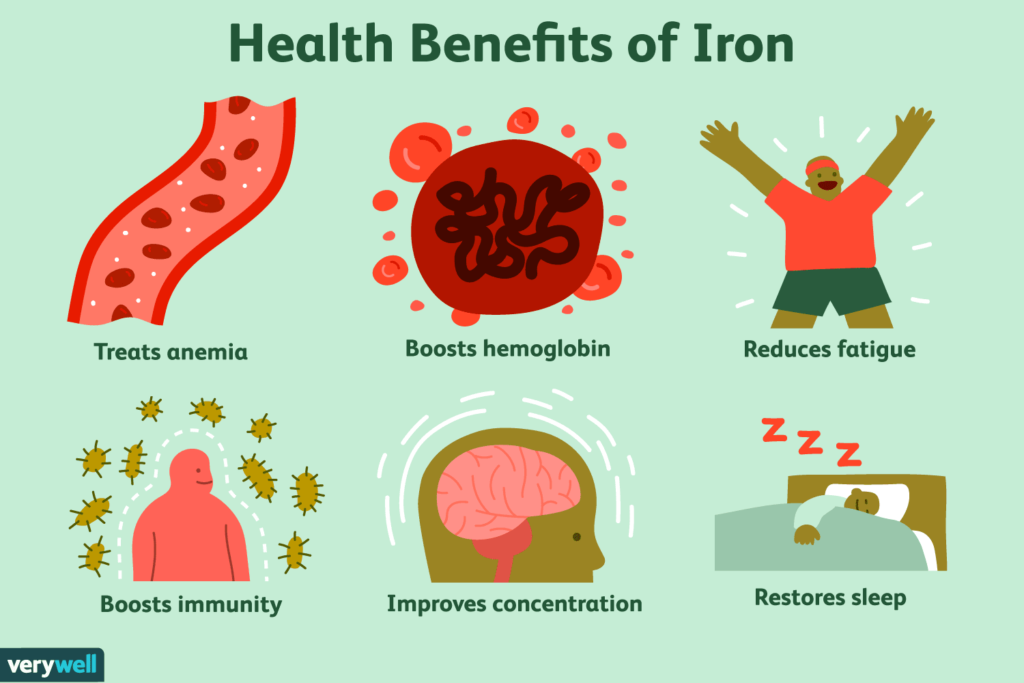 Health Benefits of Iron
Treats anemia
Boosts hemoglobin
Reduces fatigue
z z z
Boosts immunity
Improves concentration
Restores sleep
verywell